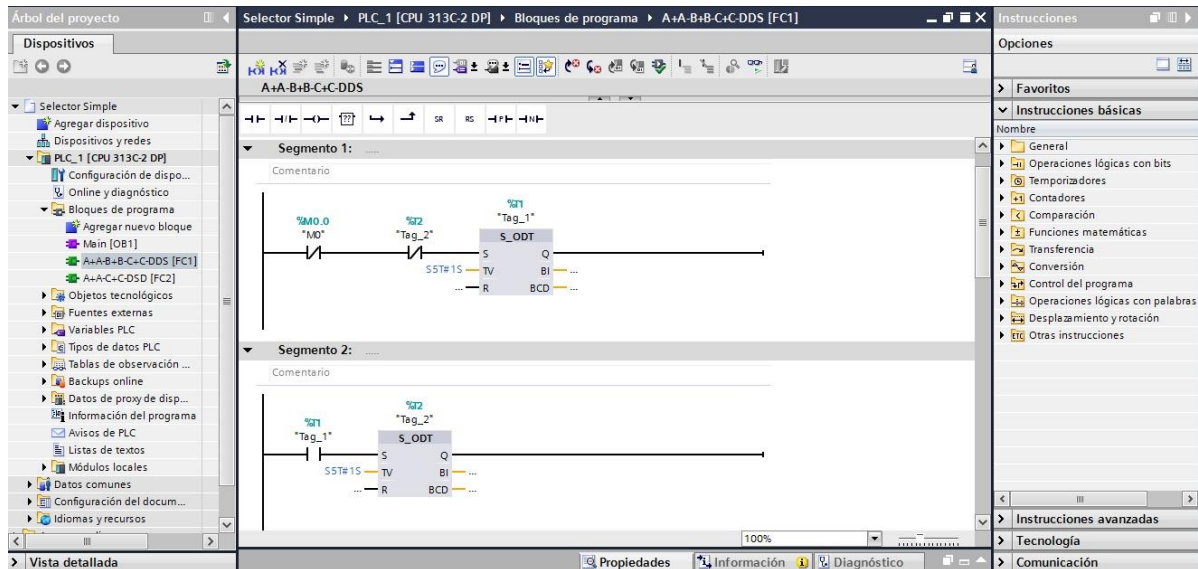 Árbol del proyecto
Dispositivos
Selector Simple
Agregar dispositivo
Dispositivos y redes
PLC_1 [CPU 313C-2 DP]
Configuración de dispo...
Online y diagnóstico
Bloques de programa
Agregar nuevo bloque
Main [OB1]
A+A-B+B-C+C-DDS [FC1]
A+A-C+C-DSD [FC2]
Objetos tecnológicos
Fuentes externas
Variables PLC
Tipos de datos PLC
Tablas de observación ...
Backups online
Datos de proxy de disp...
Información del programa
Avisos de PLC
Listas de textos
Módulos locales
Datos comunes
Configuración del docum...
Idiomas y recursos
Vista detallada
Selector Simple PLC_1 [CPU 313C-2 DP] Bloques de programa A+A-B+B-C+C-DDS [FC1]
A+A-B+B-C+C-DDS
?? SR RS P N
Segmento 1: .....
Comentario
%M0.0
"M0"
%T2
"Tag_2"
%T1
"Tag_1"
S_ODT
S Q
S5T#1S TV BI ...
... R BCD ...
Segmento 2: .....
Comentario
%T1
"Tag_1"
%T2
"Tag_2"
S_ODT
S Q
S5T#1S TV BI ...
... R BCD ...
100%
Propiedades Información Diagnóstico
Instrucciones
Opciones
Favoritos
Instrucciones básicas
Nombre
General
Operaciones lógicas con bits
Temporizadores
Contadores
Comparación
Funciones matemáticas
Transferencia
Conversión
Control del programa
Operaciones lógicas con palabras
Desplazamiento y rotación
Otras instrucciones
Instrucciones avanzadas
Tecnología
Comunicación